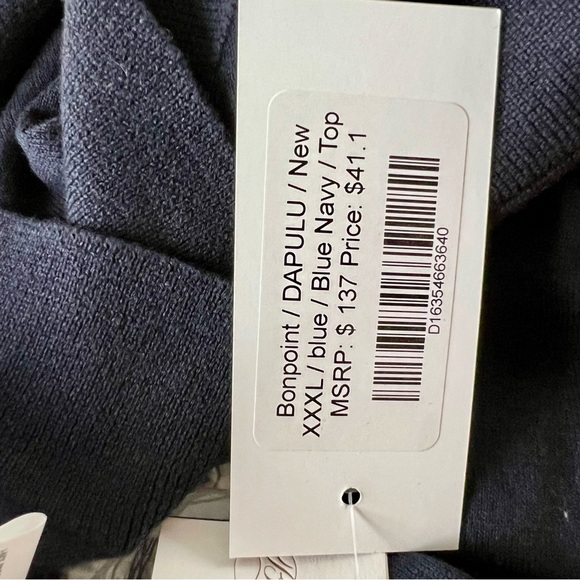 Bonpoint / DAPULU / New
XXXL / blue / Blue Navy / Top
MSRP: $ 137 Price: $41.1
D16354663640